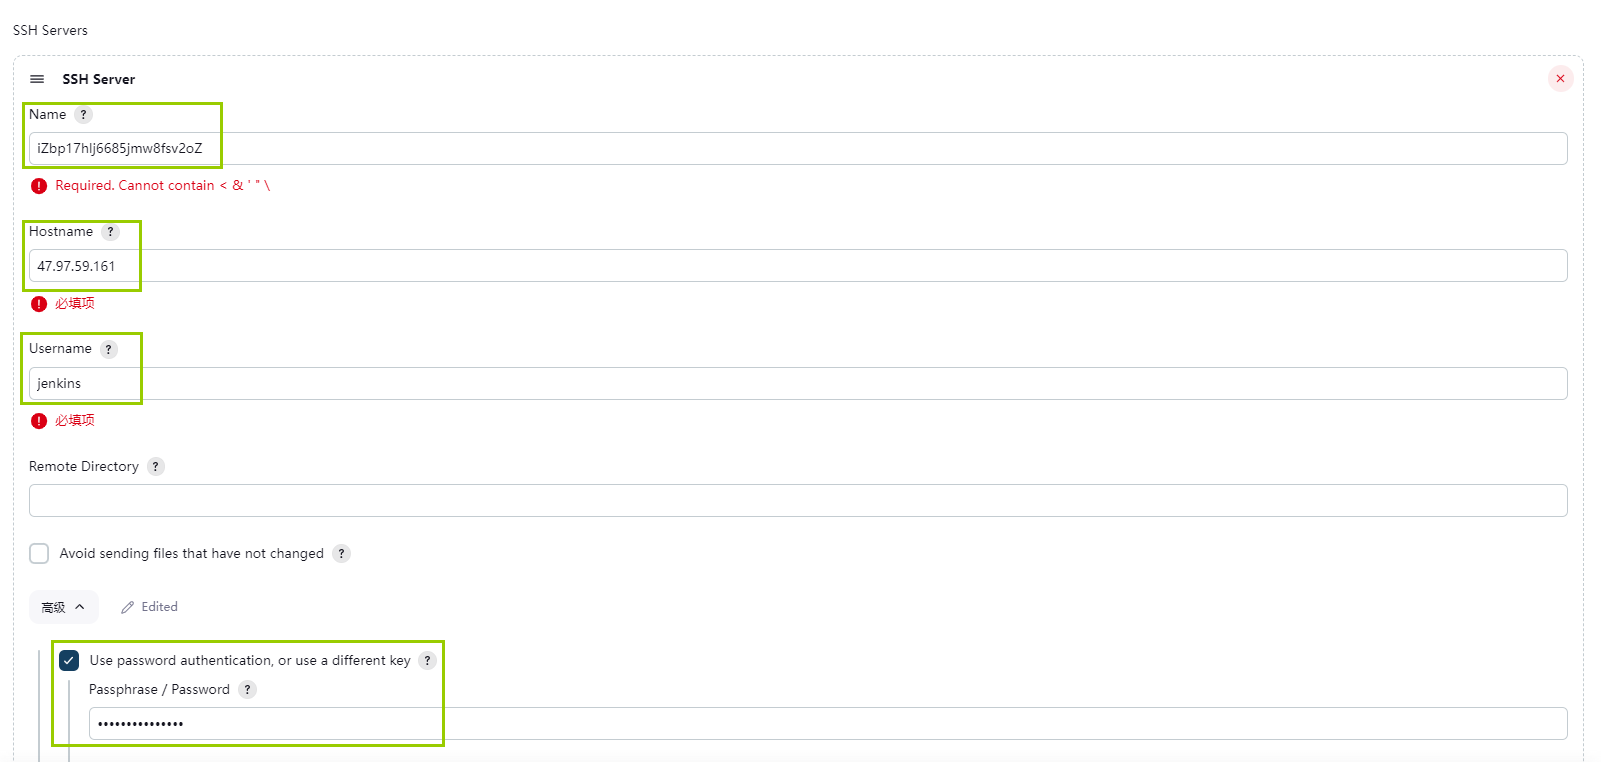 SSH Servers
SSH Server
Name ?
iZbp17hlj6685jmw8fsv2oZ
Required. Cannot contain < & ' " \
Hostname ?
47.97.59.161
必填项
Username ?
jenkins
必填项
Remote Directory ?
Avoid sending files that have not changed ?
高级 Edited
Use password authentication, or use a different key ?
Passphrase / Password ?
•••••••••••••••